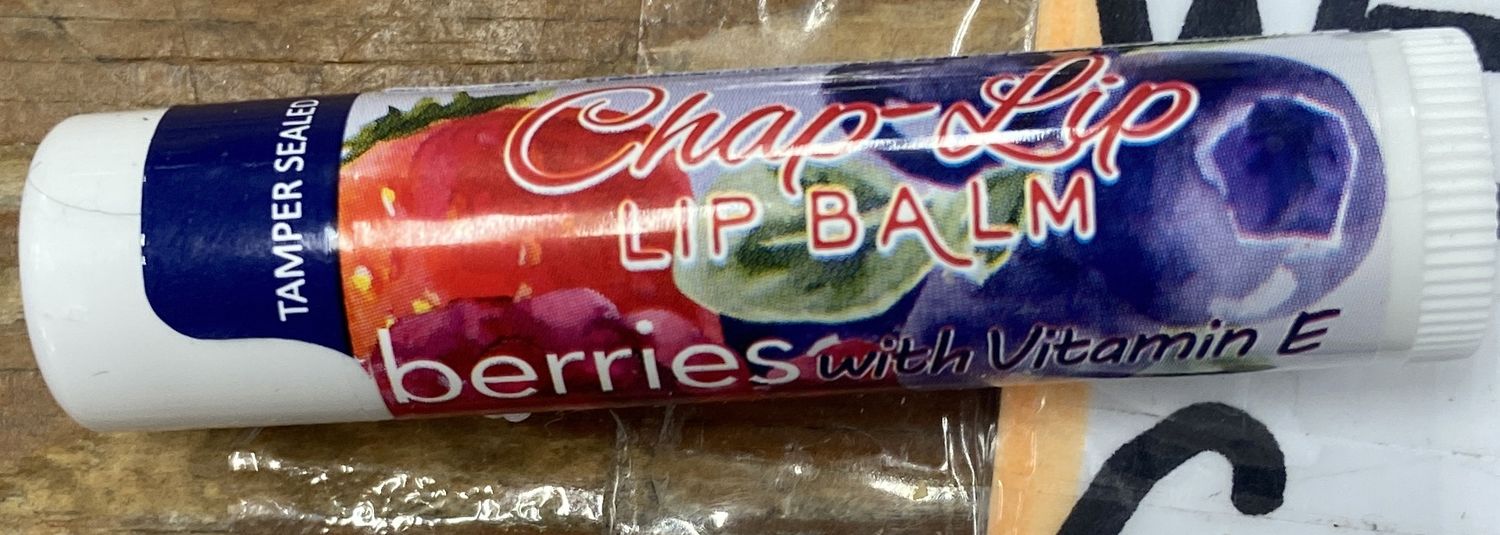 TAMPER SEALED
Chap-Lip
LIP BALM
berries with Vitamin E